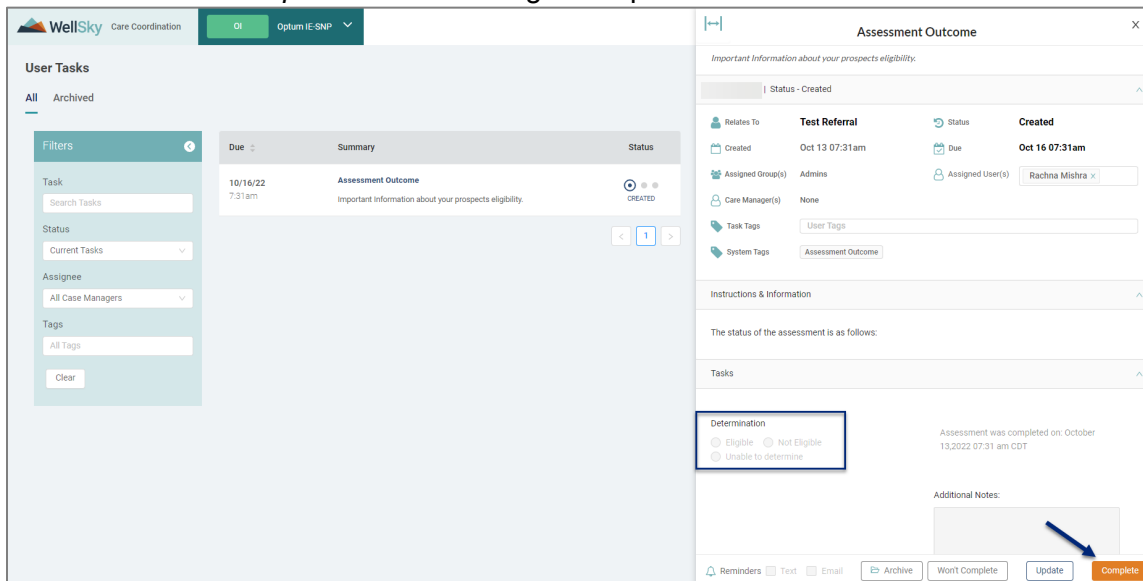 WellSky Care Coordination
OI Optum IE-SNP
User Tasks
All Archived
Filters
Task
Search Tasks
Status
Current Tasks
Assignee
All Case Managers
Tags
All Tags
Clear
Due Summary Status
10/16/22 Assessment Outcome
7:31am Important Information about your prospects eligibility.
CREATED
< 1 >
Assessment Outcome X
Important Information about your prospects eligibility.
| Status - Created
Relates To Test Referral Status Created
Created Oct 13 07:31am Due Oct 16 07:31am
Assigned Group(s) Admins Assigned User(s) Rachna Mishra ×
Care Manager(s) None
Task Tags User Tags
System Tags Assessment Outcome
Instructions & Information
The status of the assessment is as follows:
Tasks
Determination
Eligible Not Eligible
Unable to determine
Assessment was completed on: October
13,2022 07:31 am CDT
Additional Notes:
Reminders Text Email Archive Won't Complete Update Complete